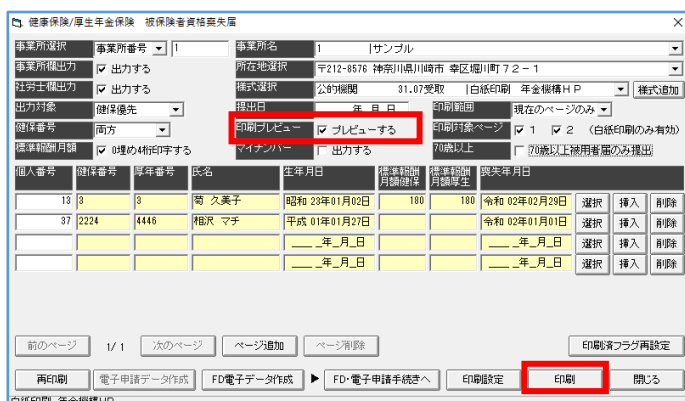 健康保険/厚生年金保険 被保険者資格喪失届
事業所選択 事業所番号 1 事業所名 1 |サンプル
事業所欄出力 出力する 所在地選択 〒212-8576 神奈川県川崎市 幸区堀川町72-1
社労士欄出力 出力する 様式選択 公的機関 31.07受取 |白紙印刷 年金機構HP 様式追加
出力対象 健保優先 提出日 年 月 日 印刷範囲 現在のページのみ
健保番号 両方 印刷プレビュー プレビューする 印刷対象ページ 1 2 (白紙印刷のみ有効)
標準報酬月額 0埋め4桁印字する マイナンバー 出力する 70歳以上 70歳以上被用者届のみ提出
個人番号 健保番号 厚年番号 氏名 生年月日 標準報酬月額健保 標準報酬月額厚生 喪失年月日
13 3 3 菊 久美子 昭和 23年01月02日 180 180 令和 02年02月29日 選択 挿入 削除
37 2224 4446 相沢 マチ 平成 01年01月27日 令和 02年02月01日 選択 挿入 削除
__ _年_月_日 __ _年_月_日 選択 挿入 削除
__ _年_月_日 __ _年_月_日 選択 挿入 削除
前のページ 1/ 1 次のページ ページ追加 ページ削除 印刷済フラグ再設定
再印刷 電子申請データ作成 FD電子データ作成 ▶ FD・電子申請手続きへ 印刷設定 印刷 閉じる
白紙印刷 年金機構HP